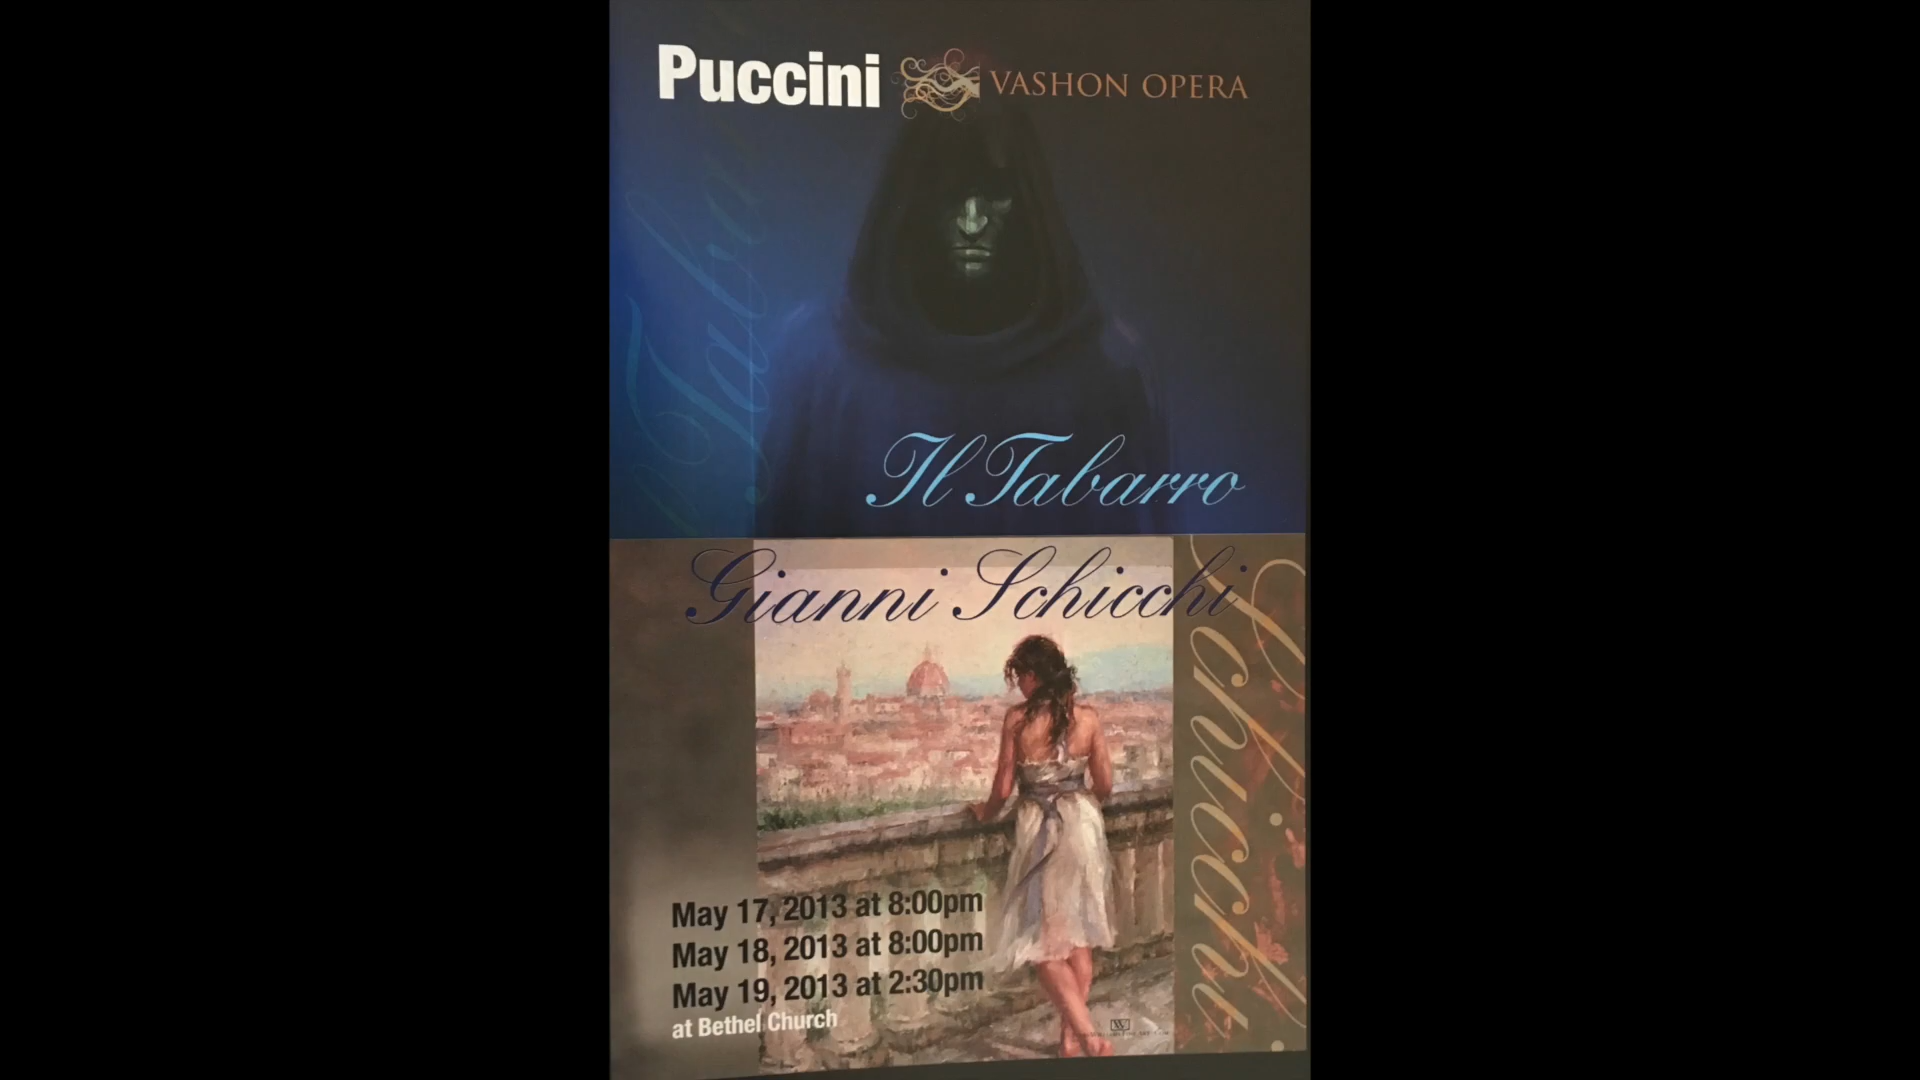 Puccini VASHON OPERA
Il Tabarro
Gianni Schicchi
Schicchi
May 17, 2013 at 8:00pm
May 18, 2013 at 8:00pm
May 19, 2013 at 2:30pm
at Bethel Church